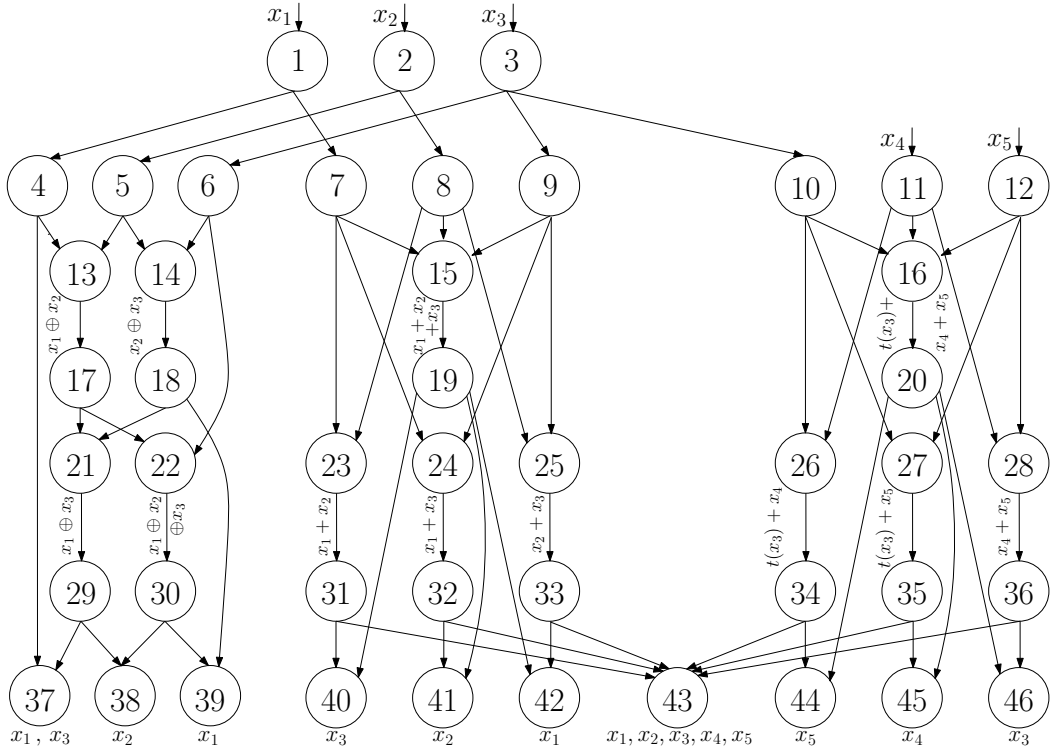 x₁ x₂ x₃
1 2 3
x₄ x₅
4 5 6 7 8 9 10 11 12
13 14 15 16
x₁ ⊕ x₂
x₂ ⊕ x₃
x₁ + x₂
+x₃
t(x₃)+
x₄ + x₅
17 18 19 20
21 22 23 24 25 26 27 28
x₁ ⊕ x₃
x₁ ⊕ x₂
⊕x₃
x₁ + x₂
x₁ + x₃
x₂ + x₃
t(x₃) + x₄
t(x₃) + x₅
x₄ + x₅
29 30 31 32 33 34 35 36
37 38 39 40 41 42 43 44 45 46
x₁ , x₃ x₂ x₁ x₃ x₂ x₁ x₁, x₂, x₃, x₄, x₅ x₅ x₄ x₃